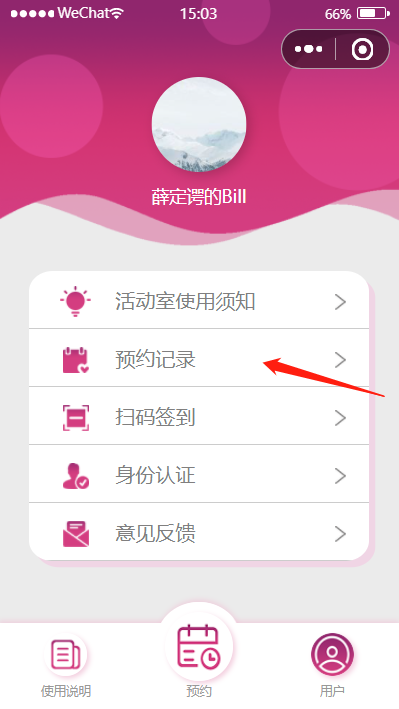 WeChat 15:03 66%
薛定谔的Bill
活动室使用须知
预约记录
扫码签到
身份认证
意见反馈
使用说明 预约 用户